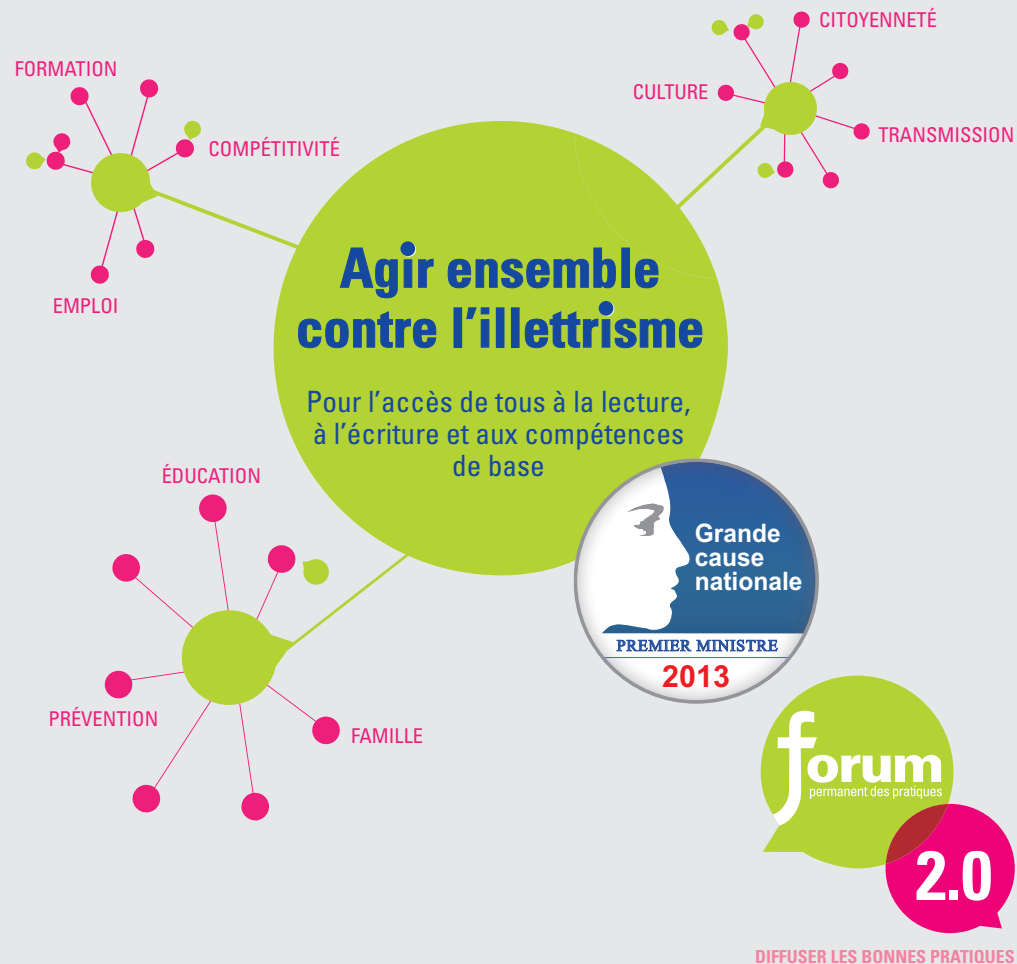 CITOYENNETÉ
FORMATION
CULTURE
TRANSMISSION
COMPÉTITIVITÉ
EMPLOI
Agir ensemble
contre l'illettrisme
Pour l'accès de tous à la lecture,
à l'écriture et aux compétences
de base
ÉDUCATION
PRÉVENTION
FAMILLE
Grande
cause
nationale
PREMIER MINISTRE
2013
forum
permanent des pratiques
2.0
DIFFUSER LES BONNES PRATIQUES